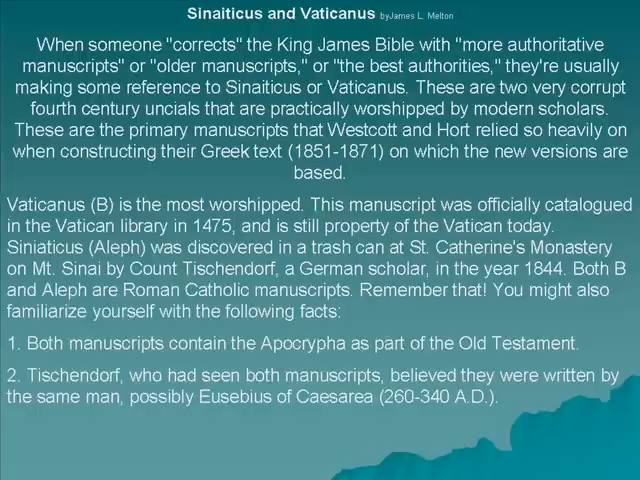 Sinaiticus and Vaticanus byJames L. Melton
When someone "corrects" the King James Bible with "more authoritative
manuscripts" or "older manuscripts," or "the best authorities," they're usually
making some reference to Sinaiticus or Vaticanus. These are two very corrupt
fourth century uncials that are practically worshipped by modern scholars.
These are the primary manuscripts that Westcott and Hort relied so heavily on
when constructing their Greek text (1851-1871) on which the new versions are
based.
Vaticanus (B) is the most worshipped. This manuscript was officially catalogued
in the Vatican library in 1475, and is still property of the Vatican today.
Siniaticus (Aleph) was discovered in a trash can at St. Catherine's Monastery
on Mt. Sinai by Count Tischendorf, a German scholar, in the year 1844. Both B
and Aleph are Roman Catholic manuscripts. Remember that! You might also
familiarize yourself with the following facts:
1. Both manuscripts contain the Apocrypha as part of the Old Testament.
2. Tischendorf, who had seen both manuscripts, believed they were written by
the same man, possibly Eusebius of Caesarea (260-340 A.D.).